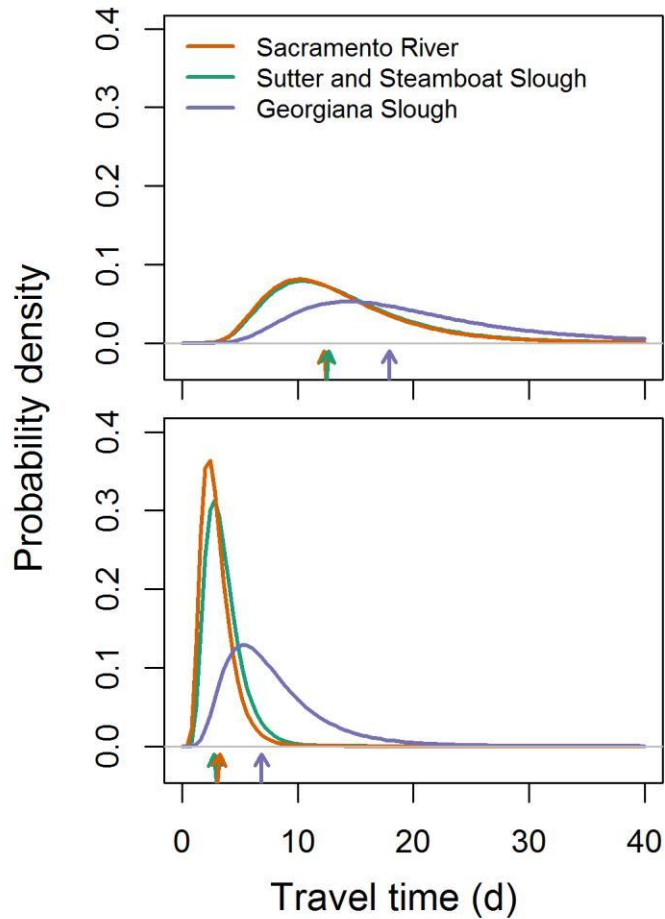 Sacramento River
Sutter and Steamboat Slough
Georgiana Slough
0.4
0.3
0.2
0.1
0.0
Probability density
0.4
0.3
0.2
0.1
0.0
0 10 20 30 40
Travel time (d)